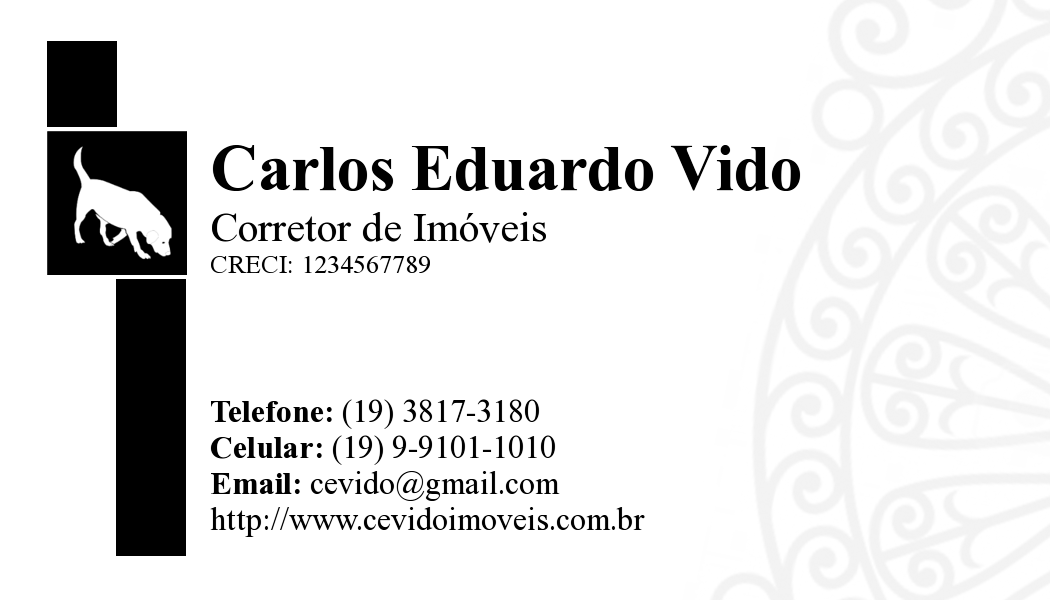 Carlos Eduardo Vido
Corretor de Imóveis
CRECI: 1234567789
Telefone: (19) 3817-3180
Celular: (19) 9-9101-1010
Email: cevido@gmail.com
http://www.cevidoimoveis.com.br